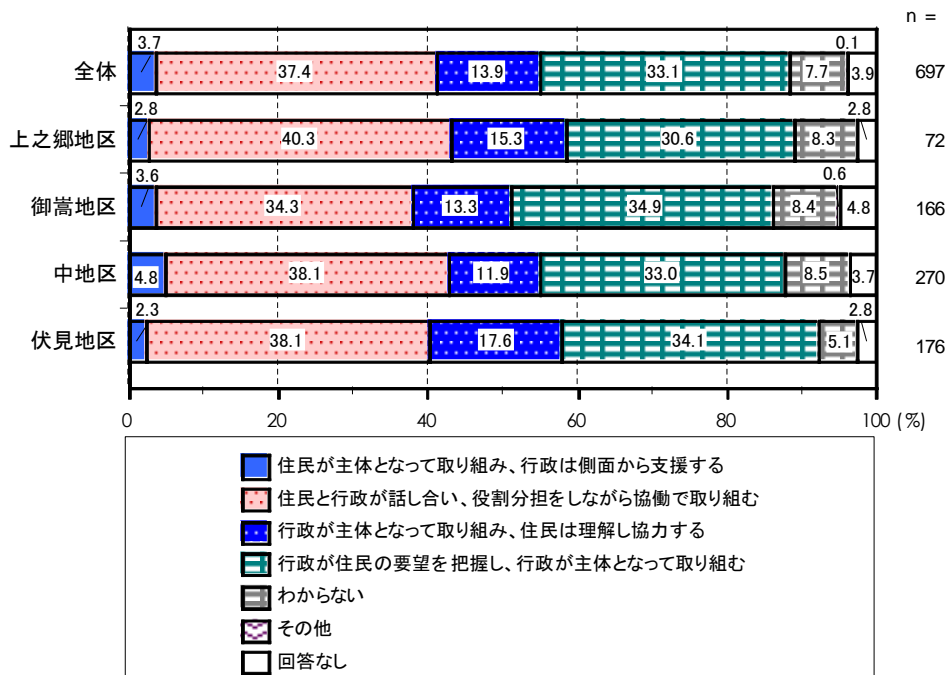 n =
3.7 0.1
全体 37.4 13.9 33.1 7.7 3.9 697
2.8 2.8
上之郷地区 40.3 15.3 30.6 8.3 72
3.6 0.6
御嵩地区 34.3 13.3 34.9 8.4 4.8 166
中地区 4.8 38.1 11.9 33.0 8.5 3.7 270
2.3 2.8
伏見地区 38.1 17.6 34.1 5.1 176
0 20 40 60 80 100 (%)
住民が主体となって取り組み、行政は側面から支援する
住民と行政が話し合い、役割分担をしながら協働で取り組む
行政が主体となって取り組み、住民は理解し協力する
行政が住民の要望を把握し、行政が主体となって取り組む
わからない
その他
回答なし